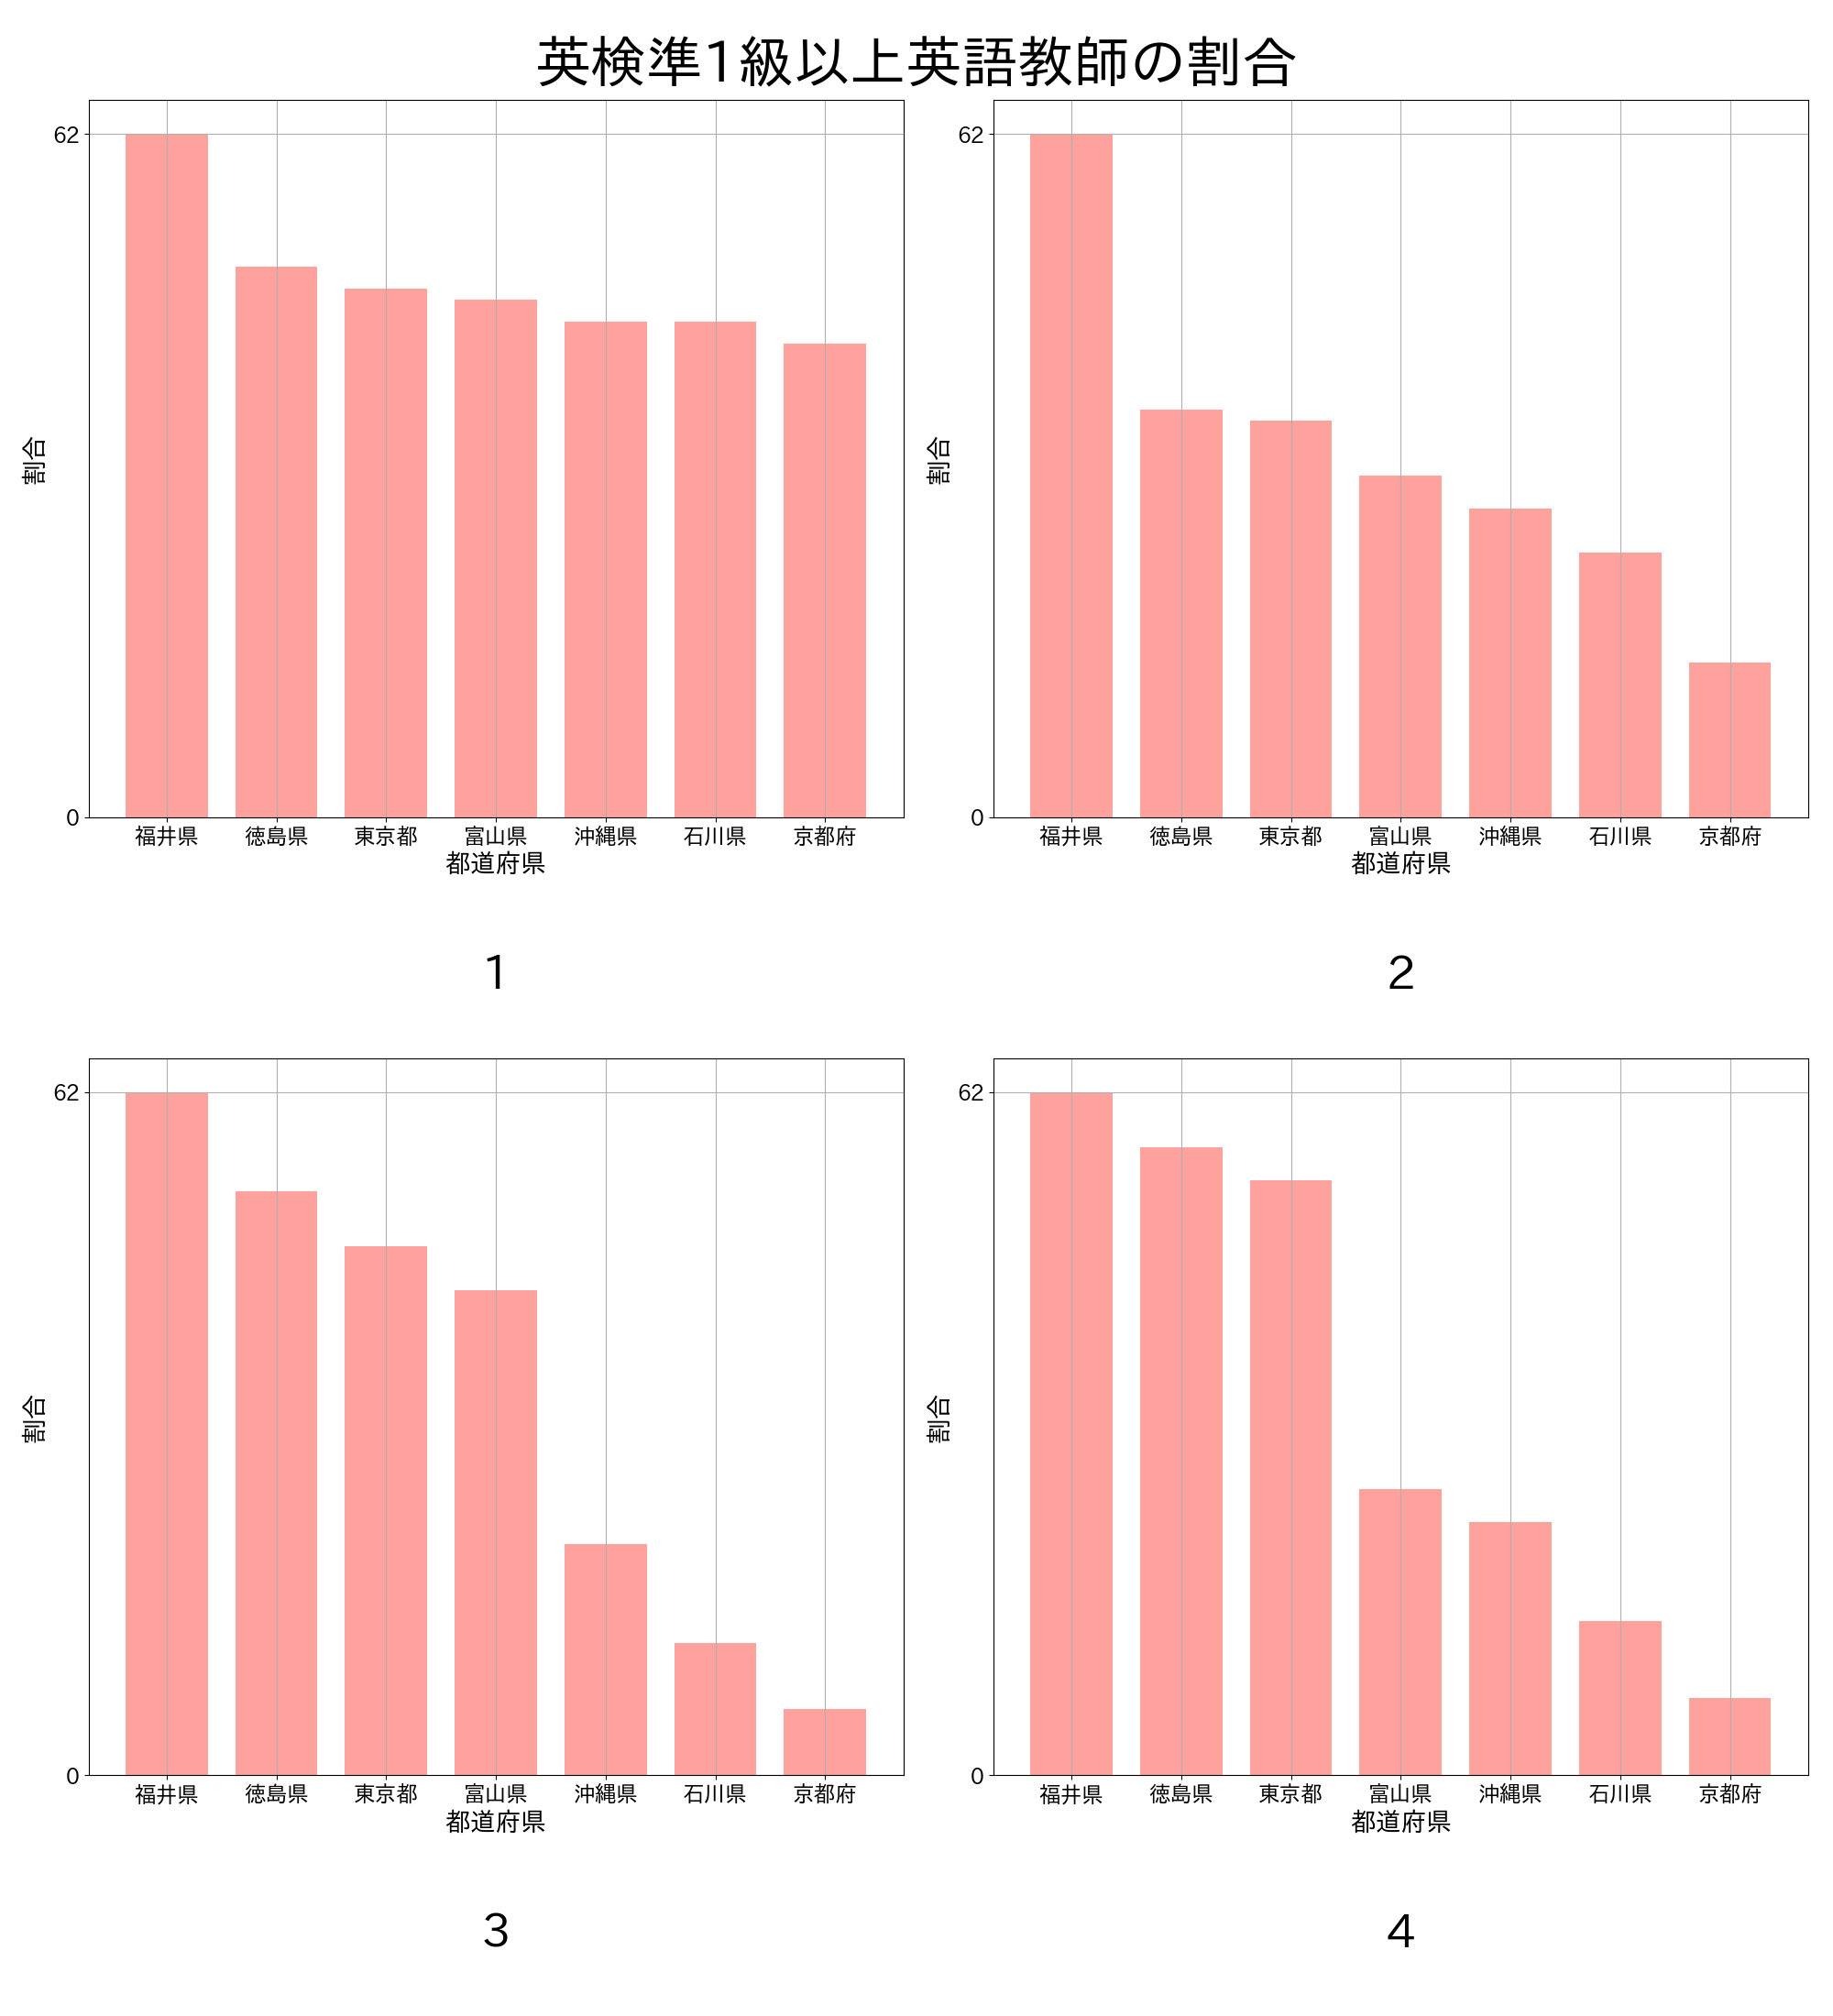 英検準1級以上英語教師の割合
62
割合
0
福井県 徳島県 東京都 富山県 沖縄県 石川県 京都府
都道府県
1
62
割合
0
福井県 徳島県 東京都 富山県 沖縄県 石川県 京都府
都道府県
2
62
割合
0
福井県 徳島県 東京都 富山県 沖縄県 石川県 京都府
都道府県
3
62
割合
0
福井県 徳島県 東京都 富山県 沖縄県 石川県 京都府
都道府県
4